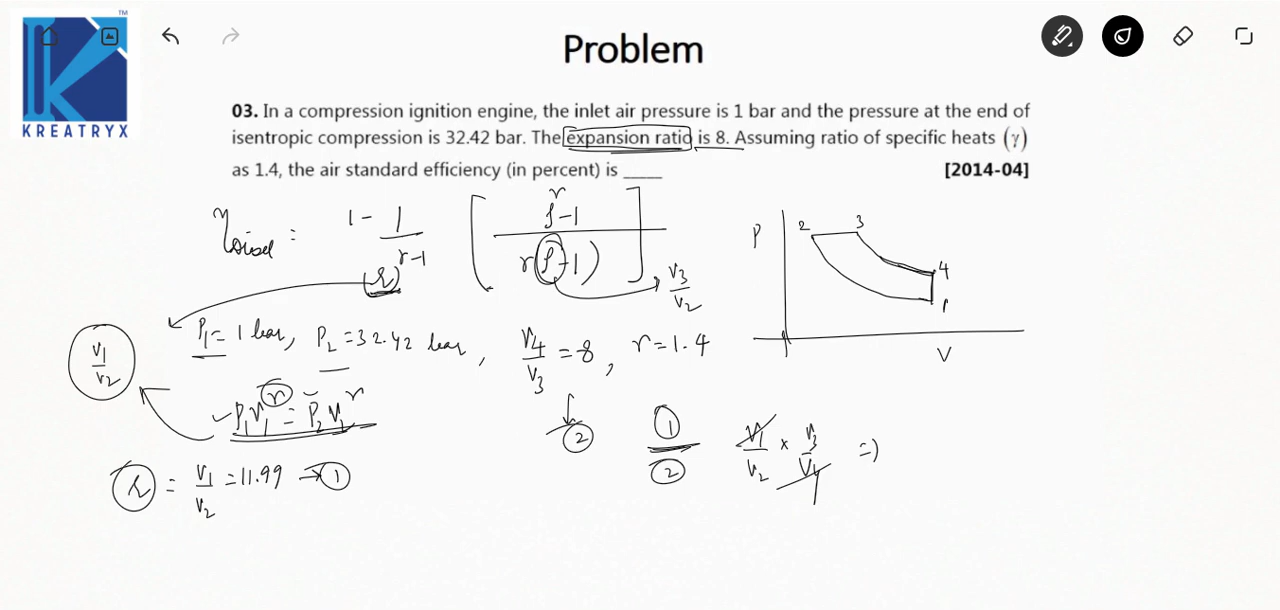 TM
KREATRYX
Problem
03. In a compression ignition engine, the inlet air pressure is 1 bar and the pressure at the end of
isentropic compression is 32.42 bar. The expansion ratio is 8. Assuming ratio of specific heats (γ)
as 1.4, the air standard efficiency (in percent) is _____ [2014-04]
η = 1 - 1/(r)^(γ-1) [ρ^γ-1 / γ(ρ-1)]
V3/V2
P 2 3 4 1
V
V1/V2
P1 = 1 bar, P2 = 32.42 bar, V4/V3 = 8, r = 1.4
P1V1^γ = P2V2^γ
② ①/② V1/V2 × V3/V4 ⇒
r = V1/V2 = 11.99 → ①